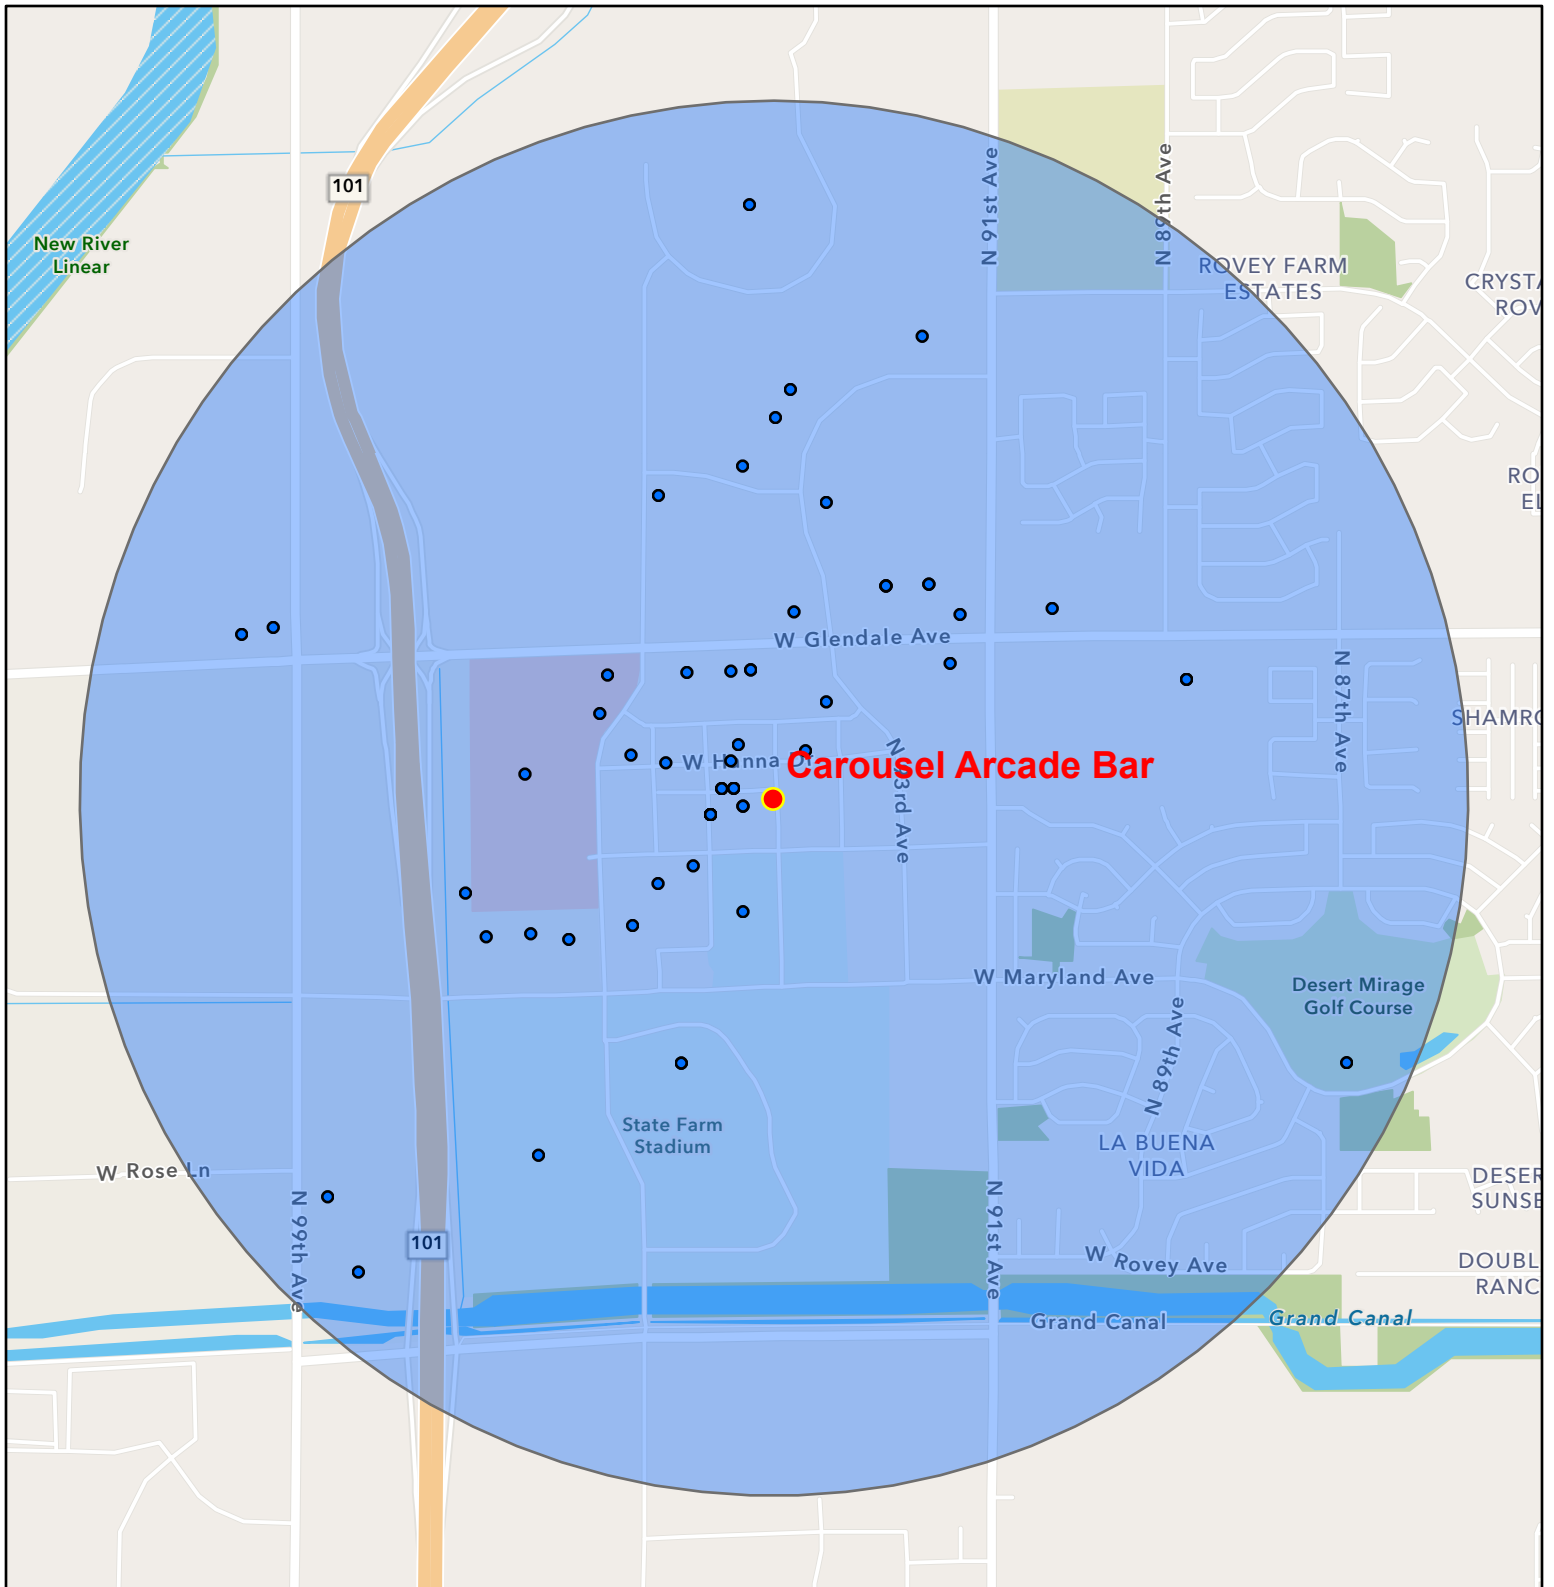 101
New River
Linear
N 91st Ave
N 89th Ave
ROVEY FARM
ESTATES
CRYSTA
ROV
RO
EL
W Glendale Ave
N 87th Ave
SHAMRO
W Hanna Dr
Carousel Arcade Bar
N 93rd Ave
W Maryland Ave
Desert Mirage
Golf Course
N 89th Ave
State Farm
Stadium
LA BUENA
VIDA
W Rose Ln
DESER
SUNSE
N 99th Ave
101
N 91st Ave
W Rovey Ave
DOUBL
RANC
Grand Canal
Grand Canal